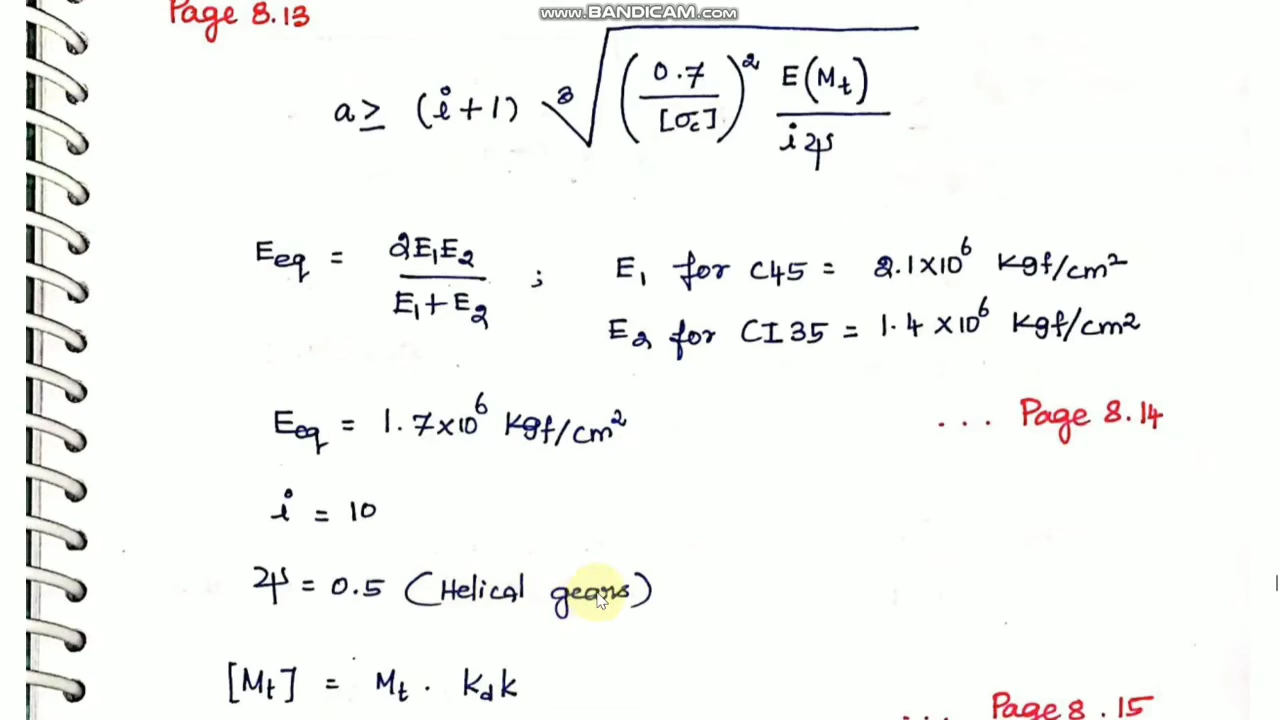 Page 8.13
www.BANDICAM.com
a ≥ (i+1) ∛((0.7/[σc])² E(Mt)/iψ)
Eeq = 2E1E2/(E1+E2) ; E1 for C45 = 2.1×10⁶ Kgf/cm²
E2 for CI 35 = 1.4 ×10⁶ Kgf/cm²
Eeq = 1.7×10⁶ Kgf/cm² ... Page 8.14
i = 10
ψ = 0.5 (Helical gears)
[Mt] = Mt . kdk
... Page 8.15